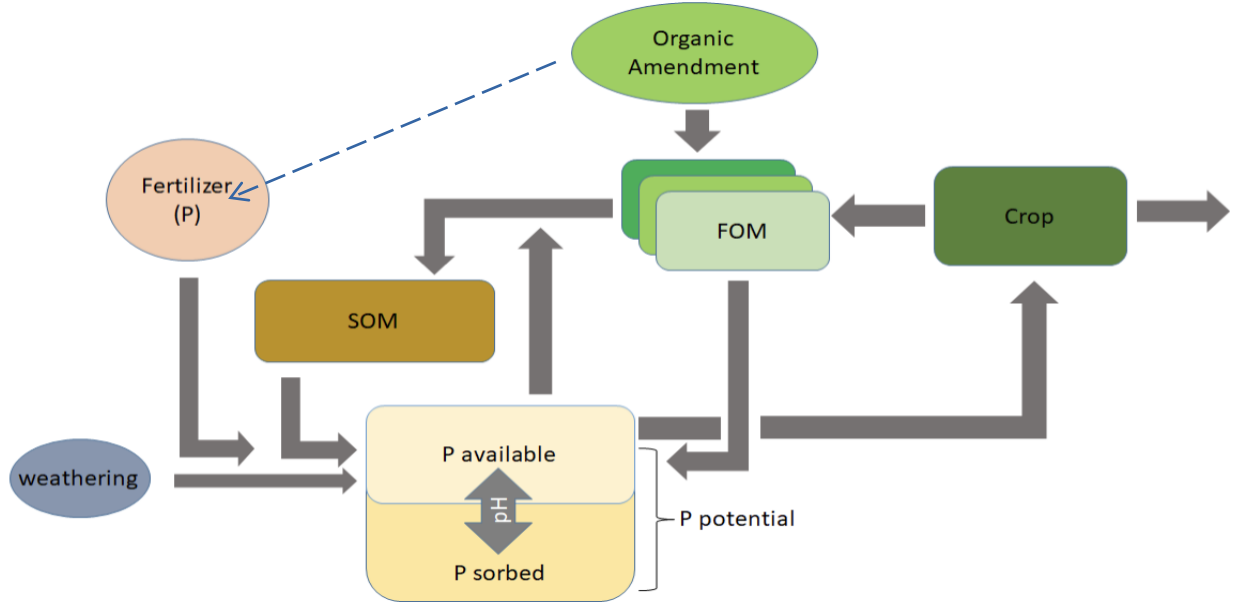 Organic
Amendment
Fertilizer
(P)
FOM
Crop
SOM
P available
weathering
pH
P potential
P sorbed